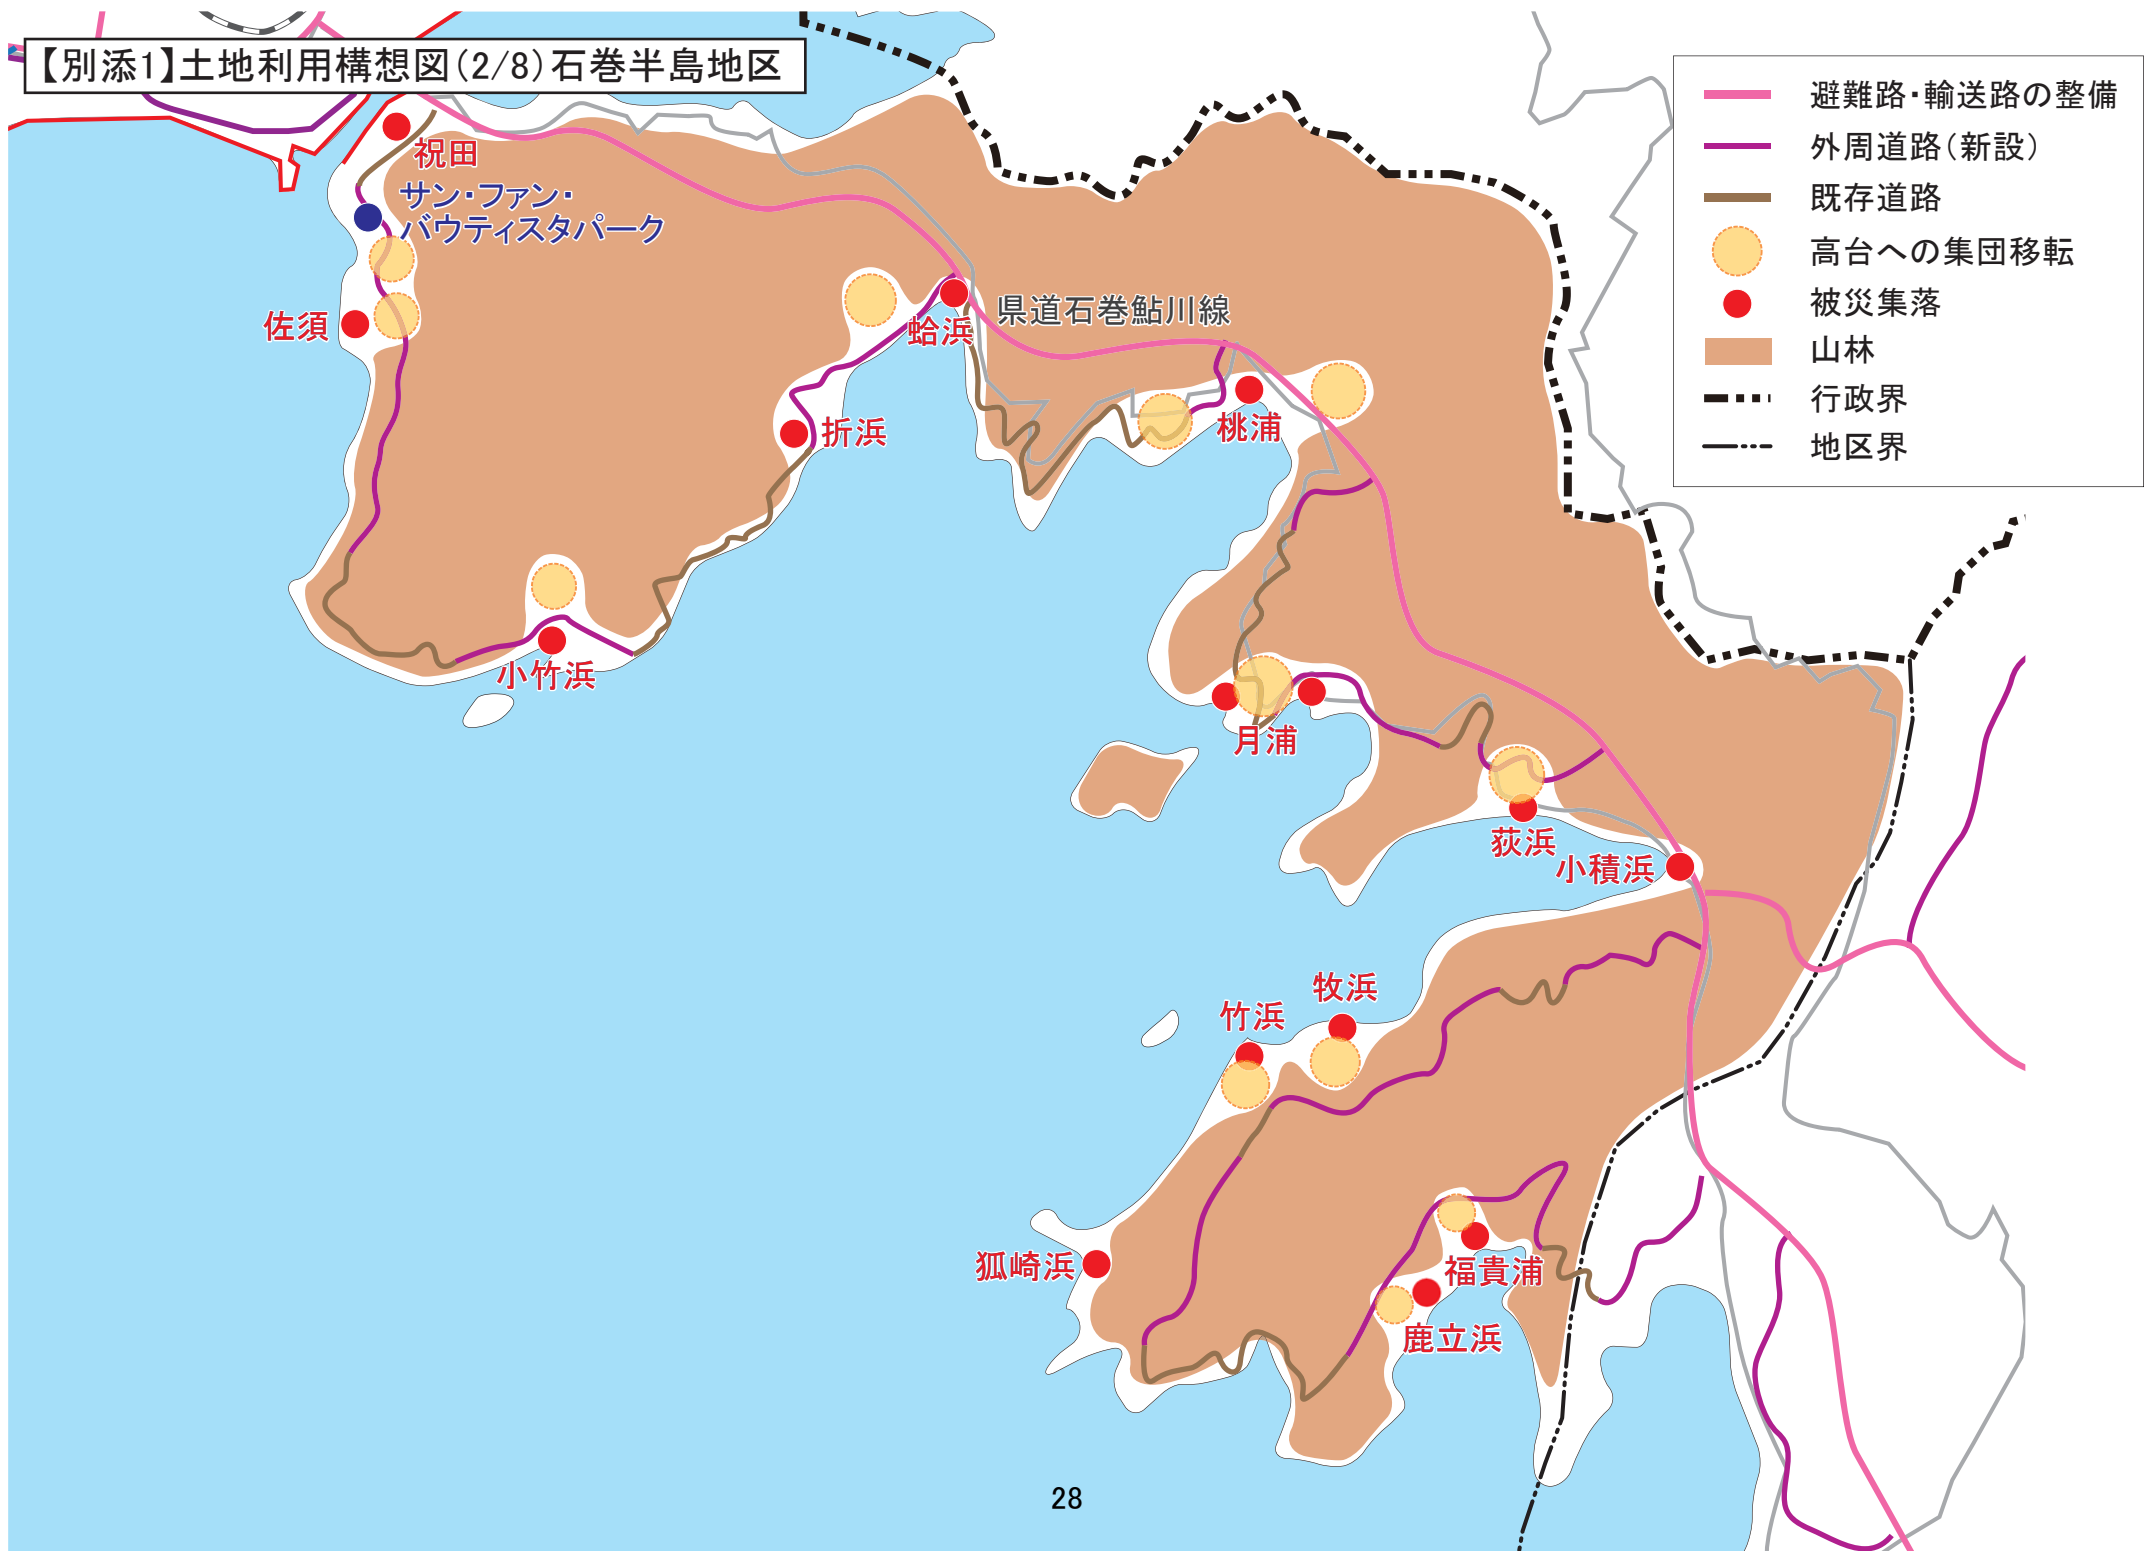 【別添1】土地利用構想図(2/8)石巻半島地区
避難路・輸送路の整備
外周道路(新設)
既存道路
高台への集団移転
被災集落
山林
行政界
地区界
祝田
サン・ファン・
バウティスタパーク
佐須
蛤浜
県道石巻鮎川線
折浜
桃浦
小竹浜
月浦
荻浜
小積浜
牧浜
竹浜
狐崎浜
福貴浦
鹿立浜
28